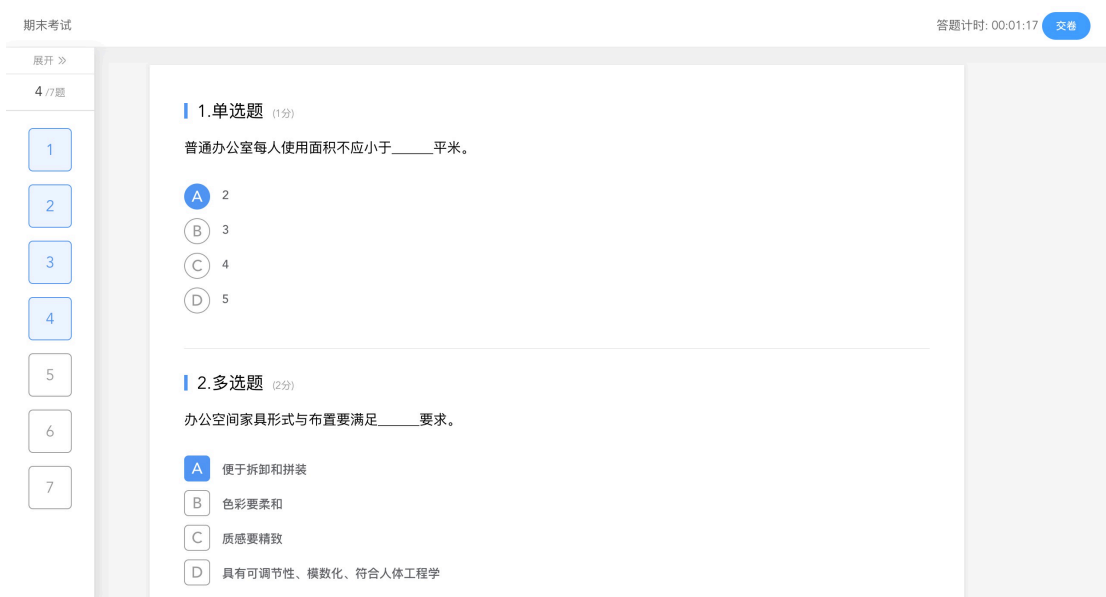 期末考试
答题计时: 00:01:17 交卷
展开 »
4 /7题
1
2
3
4
5
6
7
1.单选题 (1分)
普通办公室每人使用面积不应小于______平米。
A 2
B 3
C 4
D 5
2.多选题 (2分)
办公空间家具形式与布置要满足______要求。
A 便于拆卸和拼装
B 色彩要柔和
C 质感要精致
D 具有可调节性、模数化、符合人体工程学